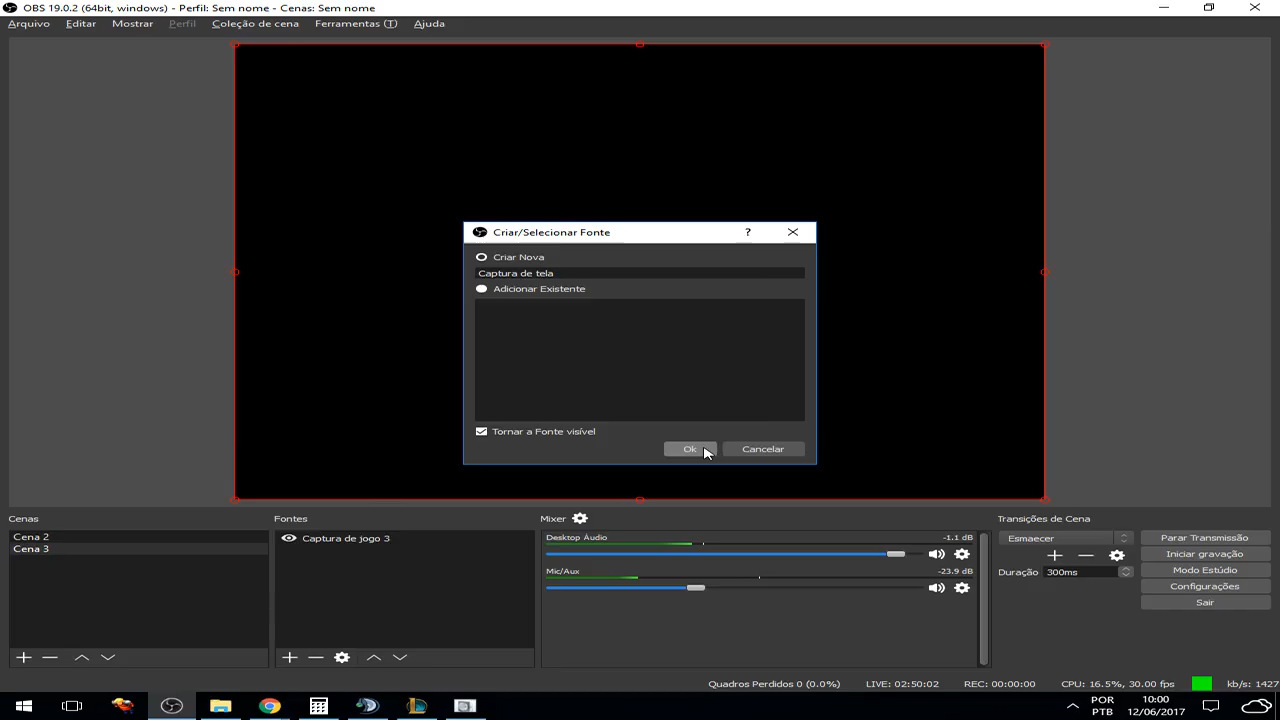 OBS 19.0.2 (64bit, windows) - Perfil: Sem nome - Cenas: Sem nome
Arquivo Editar Mostrar Perfil Coleção de cena Ferramentas (T) Ajuda
Criar/Selecionar Fonte ?
Criar Nova
Captura de tela
Adicionar Existente
Tornar a Fonte visível
Ok Cancelar
Cenas
Cena 2
Cena 3
Fontes
Captura de jogo 3
Mixer
Desktop Áudio -1.1 dB
Mic/Aux -23.9 dB
Transições de Cena
Esmaecer
Duração 300ms
Parar Transmissão
Iniciar gravação
Modo Estúdio
Configurações
Sair
Quadros Perdidos 0 (0.0%) LIVE: 02:50:02 REC: 00:00:00 CPU: 16.5%, 30.00 fps kb/s: 1427
POR
PTB
10:00
12/06/2017